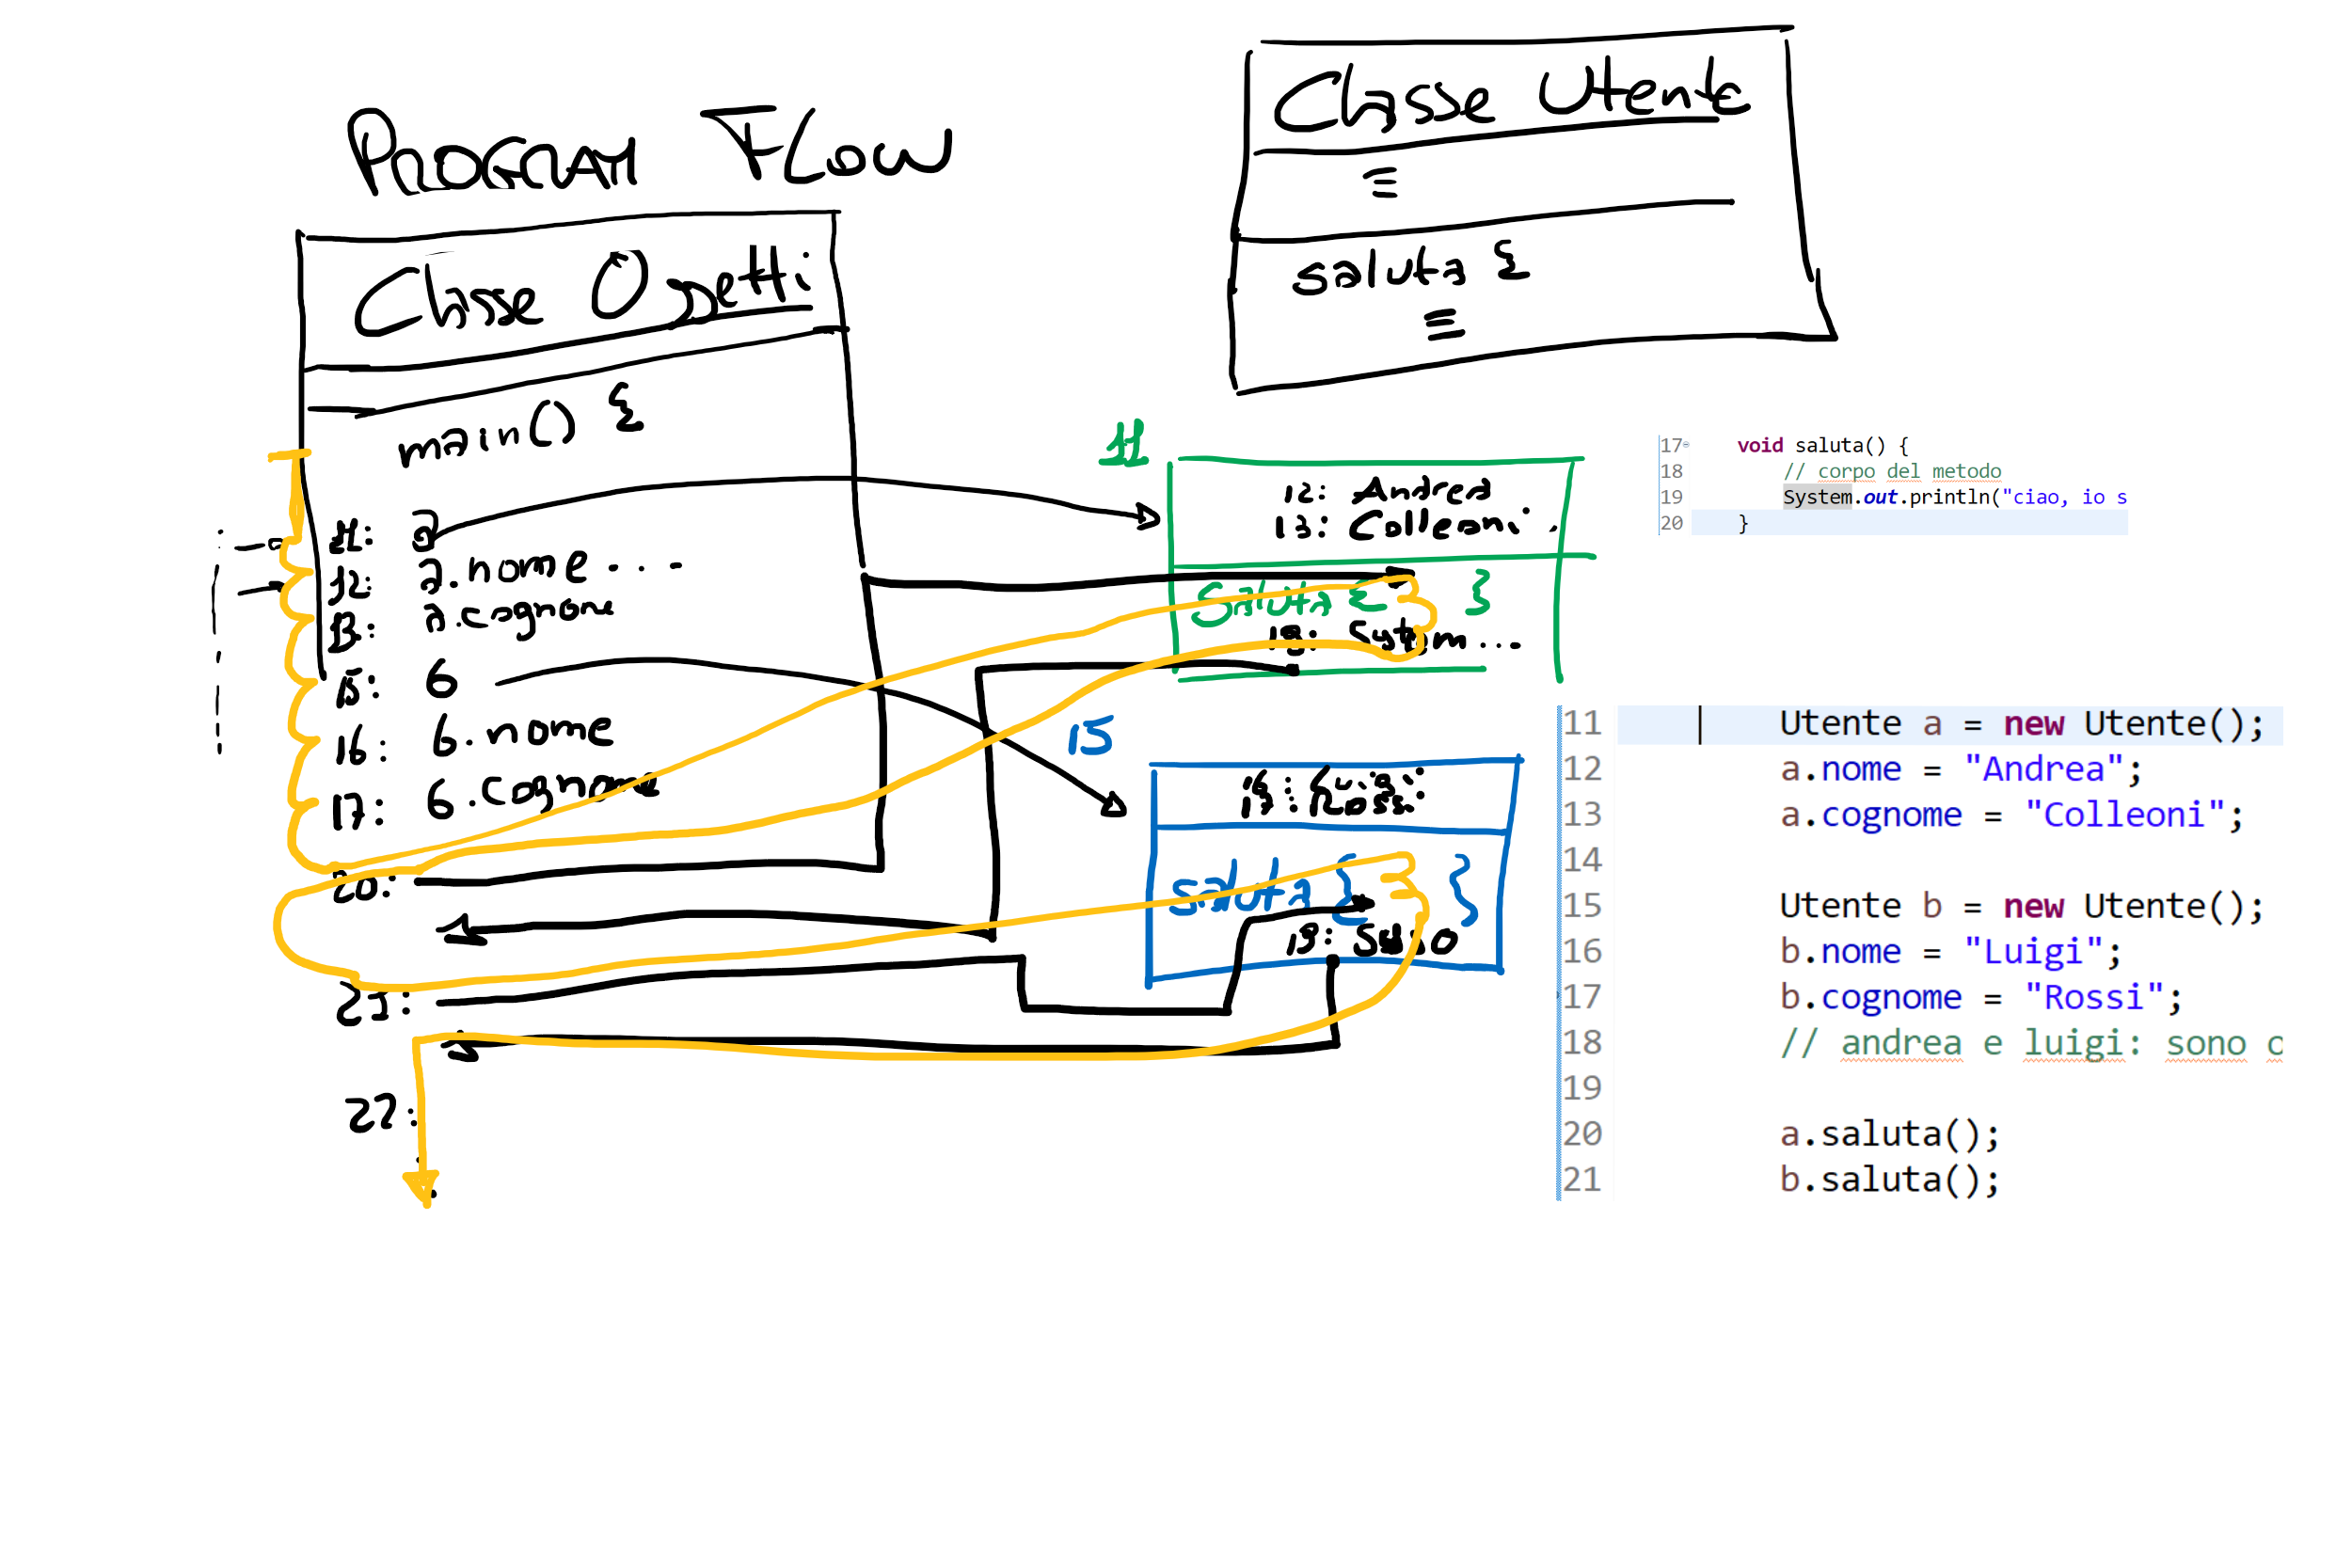 PROGRAM FLOW
Classe Oggetti
main() {
11: a
12: a.nome ...
13: a.cognome
15: b
16: b.nome
17: b.cognome
20:
21:
22:
Classe Utente
saluta {
11
12: Andrea
13: Colleoni
saluta { }
19: System...
15
16: Luigi
17: Rossi
saluta { }
17 void saluta() {
18 // corpo del metodo
19 System.out.println("ciao, io s
20 }
11 Utente a = new Utente();
12 a.nome = "Andrea";
13 a.cognome = "Colleoni";
14
15 Utente b = new Utente();
16 b.nome = "Luigi";
17 b.cognome = "Rossi";
18 // andrea e luigi: sono c
19
20 a.saluta();
21 b.saluta();